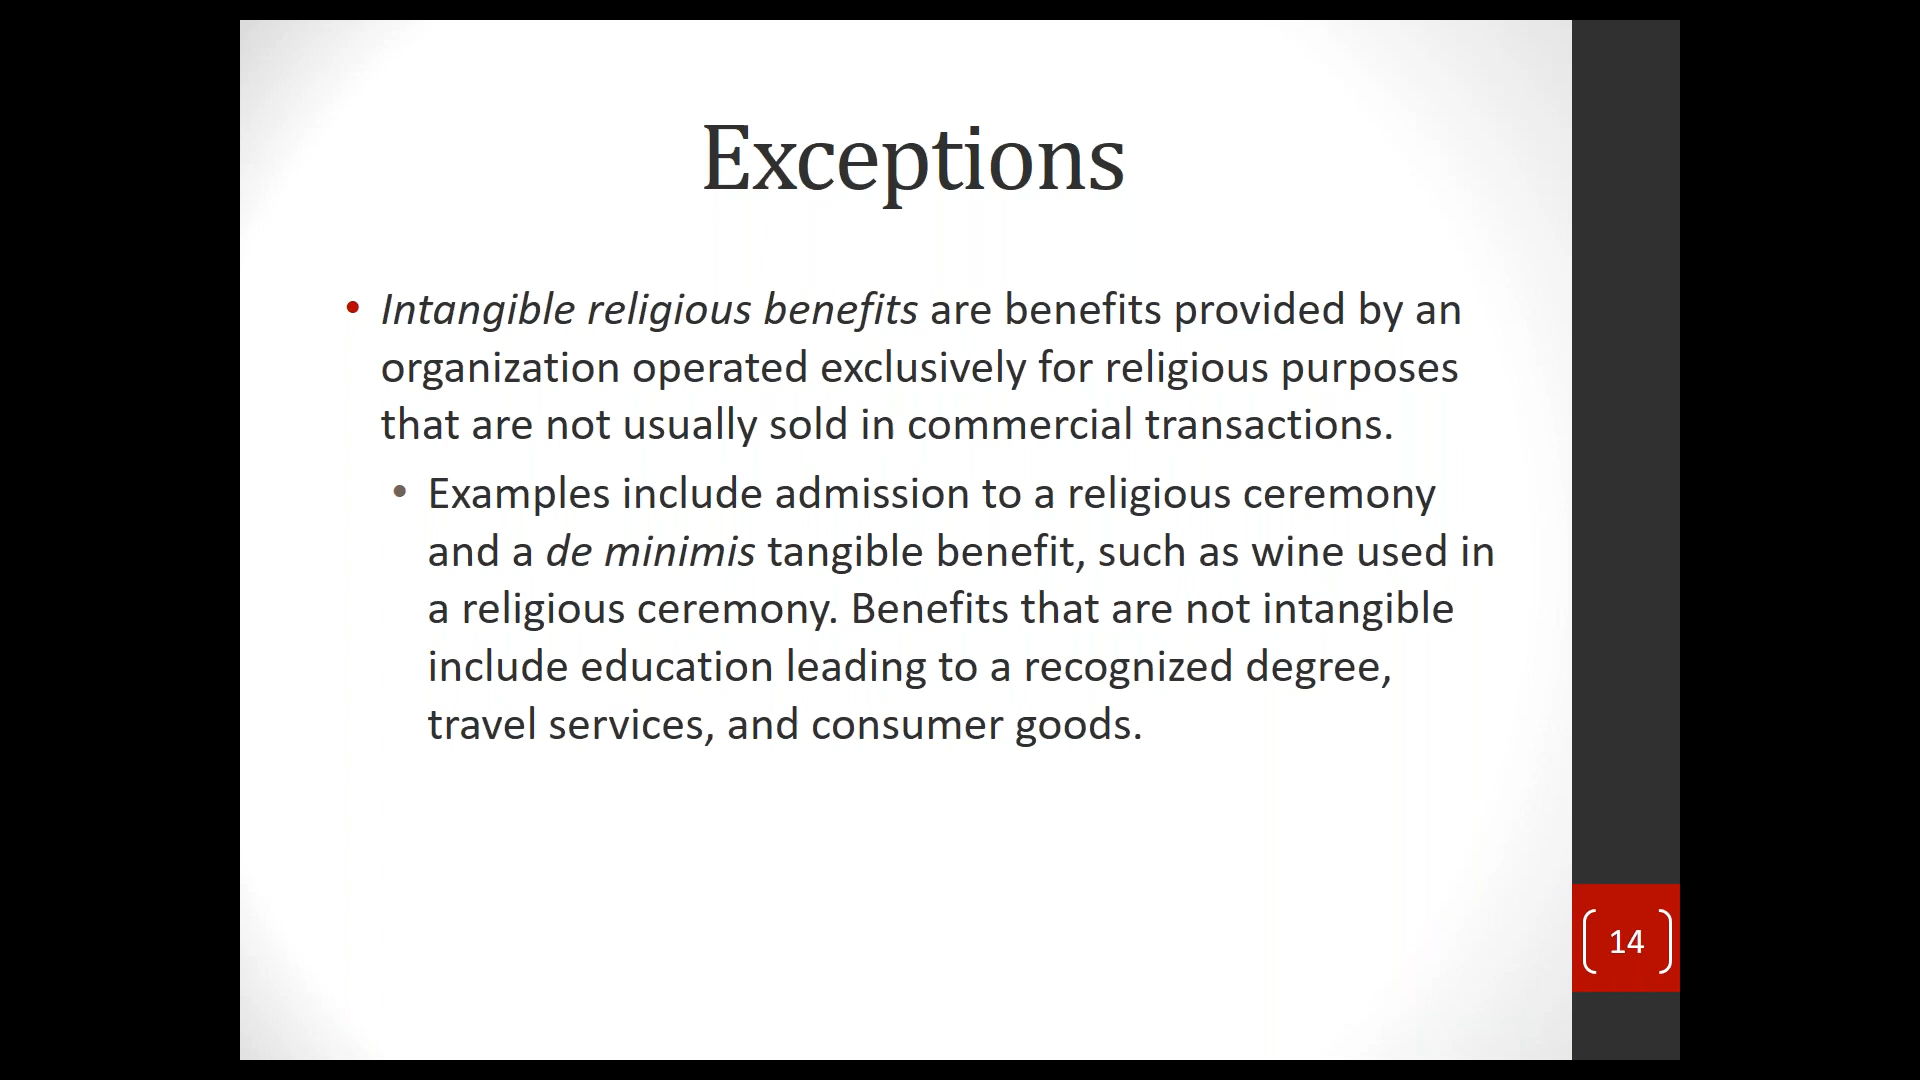 Exceptions
• Intangible religious benefits are benefits provided by an
organization operated exclusively for religious purposes
that are not usually sold in commercial transactions.
• Examples include admission to a religious ceremony
and a de minimis tangible benefit, such as wine used in
a religious ceremony. Benefits that are not intangible
include education leading to a recognized degree,
travel services, and consumer goods.
14